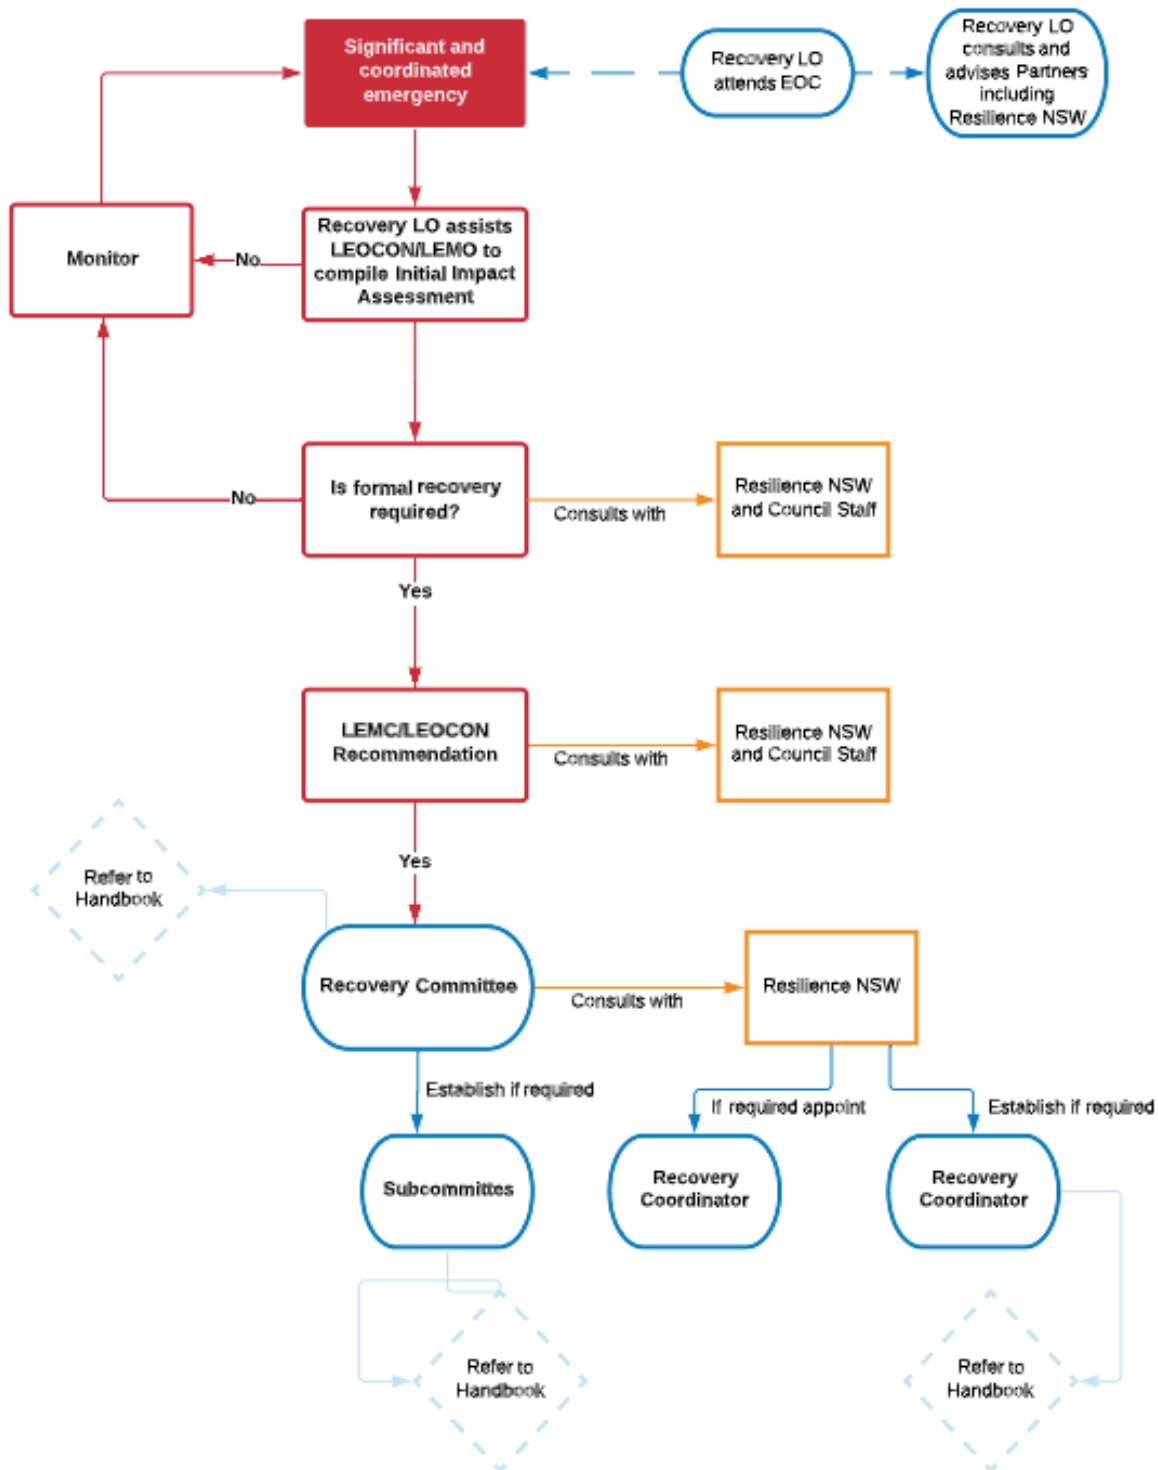 Significant and
coordinated
emergency
Recovery LO
attends EOC
Recovery LO
consults and
advises Partners
including
Resilience NSW
Monitor
No
Recovery LO assists
LEOCON/LEMO to
compile Initial Impact
Assessment
No
Is formal recovery
required?
Consults with
Resilience NSW
and Council Staff
Yes
LEMC/LEOCON
Recommendation
Consults with
Resilience NSW
and Council Staff
Yes
Refer to
Handbook
Recovery Committee
Consults with
Resilience NSW
Establish if required
If required appoint
Establish if required
Subcommittes
Recovery
Coordinator
Recovery
Coordinator
Refer to
Handbook
Refer to
Handbook